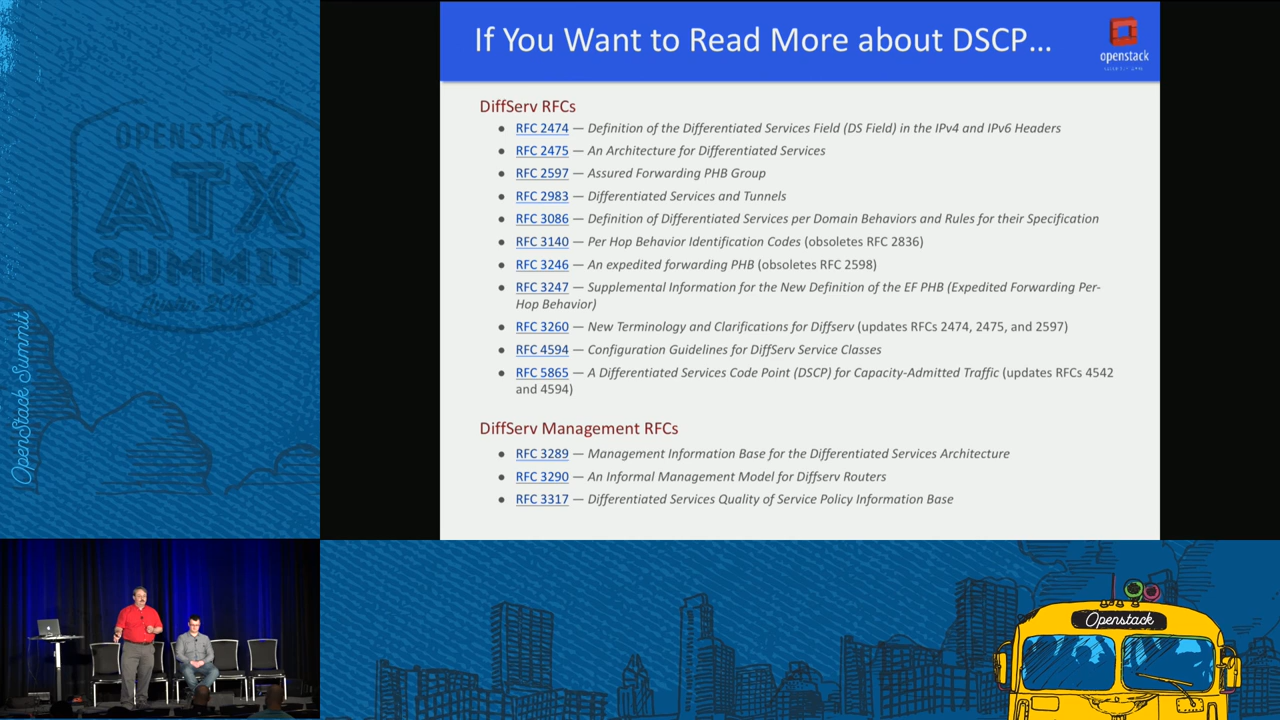 If You Want to Read More about DSCP...
openstack
OPENSTACK
ATX
SUMMIT
OpenStack Summit
DiffServ RFCs
● RFC 2474 — Definition of the Differentiated Services Field (DS Field) in the IPv4 and IPv6 Headers
● RFC 2475 — An Architecture for Differentiated Services
● RFC 2597 — Assured Forwarding PHB Group
● RFC 2983 — Differentiated Services and Tunnels
● RFC 3086 — Definition of Differentiated Services per Domain Behaviors and Rules for their Specification
● RFC 3140 — Per Hop Behavior Identification Codes (obsoletes RFC 2836)
● RFC 3246 — An expedited forwarding PHB (obsoletes RFC 2598)
● RFC 3247 — Supplemental Information for the New Definition of the EF PHB (Expedited Forwarding Per-
Hop Behavior)
● RFC 3260 — New Terminology and Clarifications for Diffserv (updates RFCs 2474, 2475, and 2597)
● RFC 4594 — Configuration Guidelines for DiffServ Service Classes
● RFC 5865 — A Differentiated Services Code Point (DSCP) for Capacity-Admitted Traffic (updates RFCs 4542
and 4594)
DiffServ Management RFCs
● RFC 3289 — Management Information Base for the Differentiated Services Architecture
● RFC 3290 — An Informal Management Model for Diffserv Routers
● RFC 3317 — Differentiated Services Quality of Service Policy Information Base
Openstack